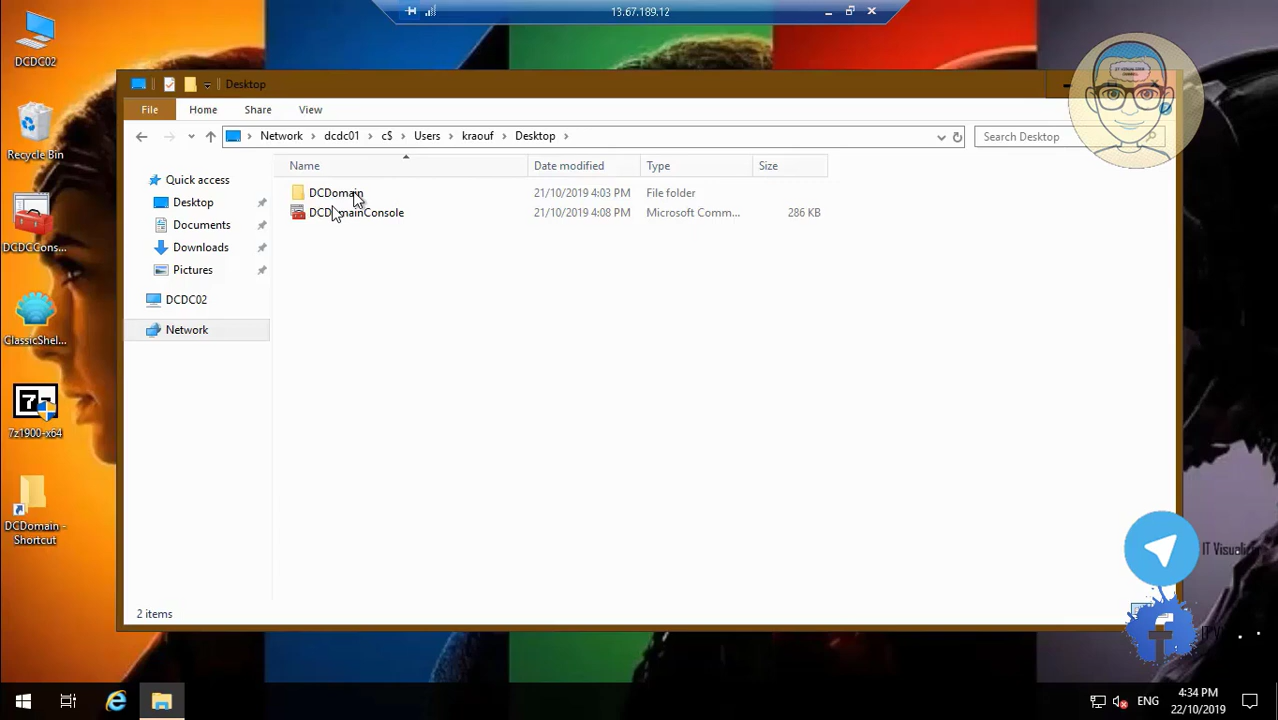 13.67.189.12
DCDC02
Recycle Bin
DCDCCons...
ClassicShel...
7z1900-x64
DCDomain -
Shortcut
Desktop
File Home Share View
Network dcdc01 c$ Users kraouf Desktop
Search Desktop
Name Date modified Type Size
DCDomain 21/10/2019 4:03 PM File folder
DCDomainConsole 21/10/2019 4:08 PM Microsoft Comm... 286 KB
Quick access
Desktop
Documents
Downloads
Pictures
DCDC02
Network
2 items
IT VISUALIZER
CHANNEL
ENG
4:34 PM
22/10/2019